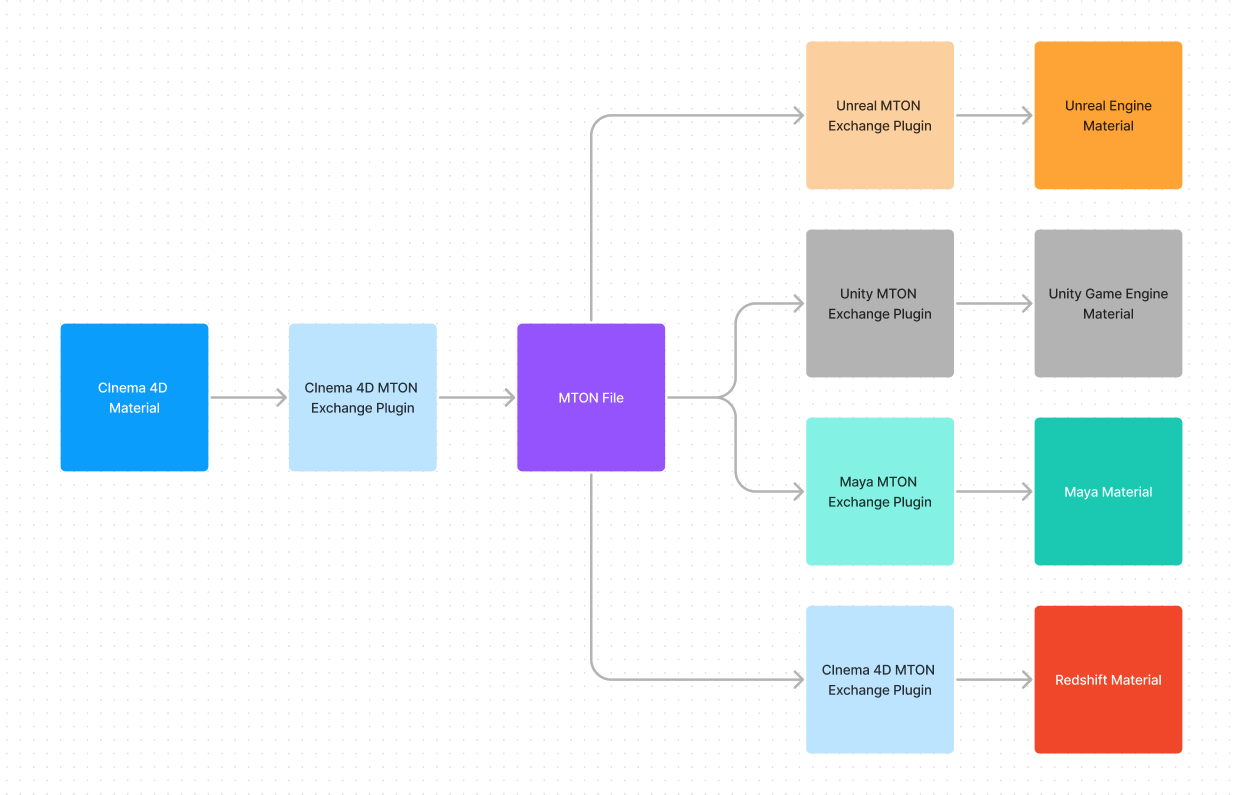 CInema 4D
Material
CInema 4D MTON
Exchange Plugin
MTON File
Unreal MTON
Exchange Plugin
Unreal Engine
Material
Unity MTON
Exchange Plugin
Unity Game Engine
Material
Maya MTON
Exchange Plugin
Maya Material
CInema 4D MTON
Exchange Plugin
Redshift Material